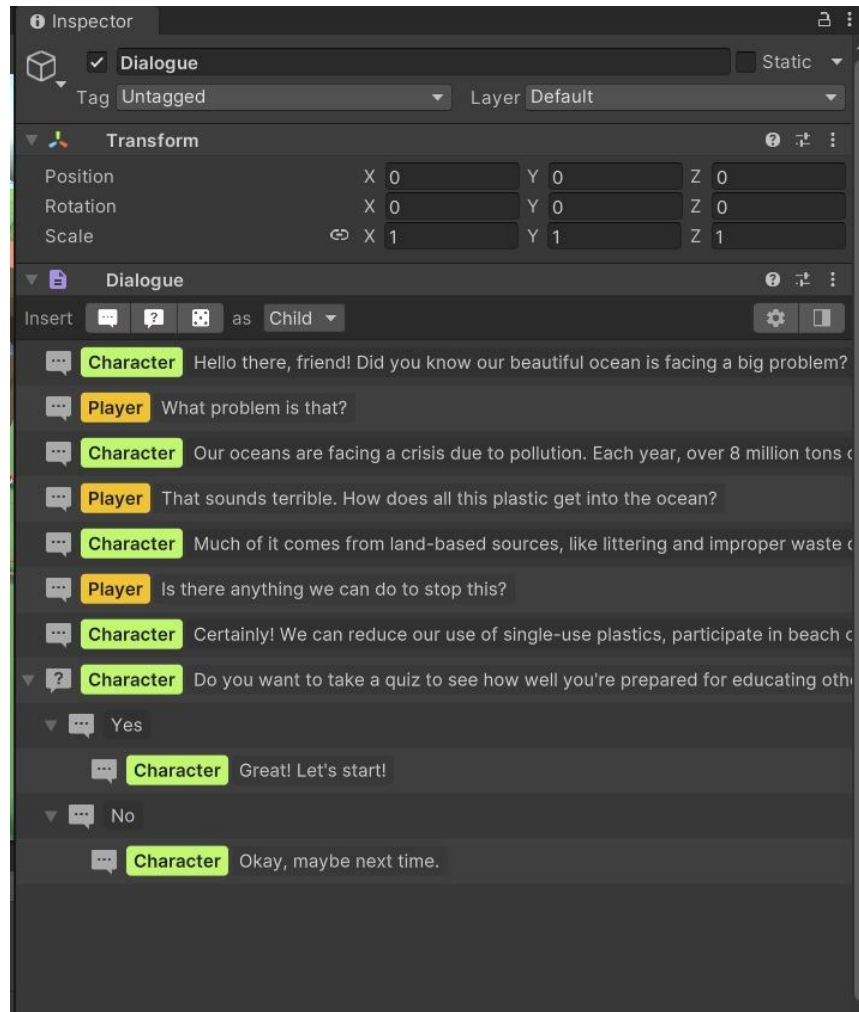 Inspector
Dialogue Static
Tag Untagged Layer Default
Transform
Position X 0 Y 0 Z 0
Rotation X 0 Y 0 Z 0
Scale X 1 Y 1 Z 1
Dialogue
Insert as Child
Character Hello there, friend! Did you know our beautiful ocean is facing a big problem?
Player What problem is that?
Character Our oceans are facing a crisis due to pollution. Each year, over 8 million tons
Player That sounds terrible. How does all this plastic get into the ocean?
Character Much of it comes from land-based sources, like littering and improper waste
Player Is there anything we can do to stop this?
Character Certainly! We can reduce our use of single-use plastics, participate in beach
Character Do you want to take a quiz to see how well you're prepared for educating oth
Yes
Character Great! Let's start!
No
Character Okay, maybe next time.